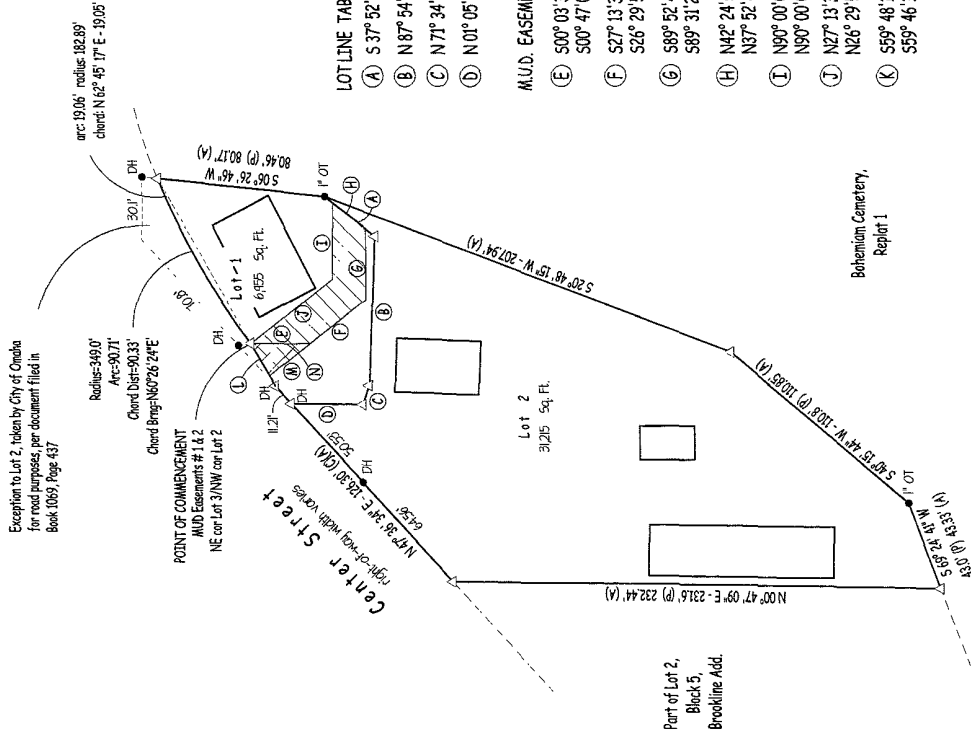 Exception to Lot 2, taken by City of Omaha
for road purposes, per document filed in
Book 1069, Page 437
arc: 19.06' radius: 182.89'
chord: N 62° 45' 17" E - 19.05'
Radius=349.0'
Arc=90.71'
Chord Dist=90.33'
Chord Brng=N60°26'24"E
POINT OF COMMENCEMENT
MUD Easements # 1 & 2
NE cor Lot 3/NW cor Lot 2
DH
30.1'
70.8'
DH
S 06° 26' 46" W
80.46' (P) 80.17' (A)
Lot 1
6,955 Sq. Ft.
1" OT
H
A
I
G
J
E
F
B
L
M
N
DH
DH
C
D
11.21'
50.53'
DH
N 47° 36' 34" E - 126.30' (C)(A)
64.56'
Center Street
right-of-way width varies
Lot 2
31,215 Sq. Ft.
S 20° 48' 15" W - 207.94' (A)
S 40° 15' 44" W - 110.8' (P) 110.85' (A)
1" OT
S 69° 24' 41" W
43.0' (P) 43.33' (A)
N 00° 47' 09" E - 231.6' (P) 232.44' (A)
Part of Lot 2,
Block 5,
Brookline Add.
Bohemian Cemetery,
Replat 1
LOT LINE TAB
A S 37° 52'
B N 87° 54'
C N 71° 34'
D N 01° 05'
M.U.D. EASEM
E S00° 03'
S00° 47'
F S27° 13'
S26° 29'
G S89° 52'
S89° 31'
H N42° 24'
N37° 52'
I N90° 00'
N90° 00'
J N27° 13'
N26° 29'
K S59° 48'
S59° 46'